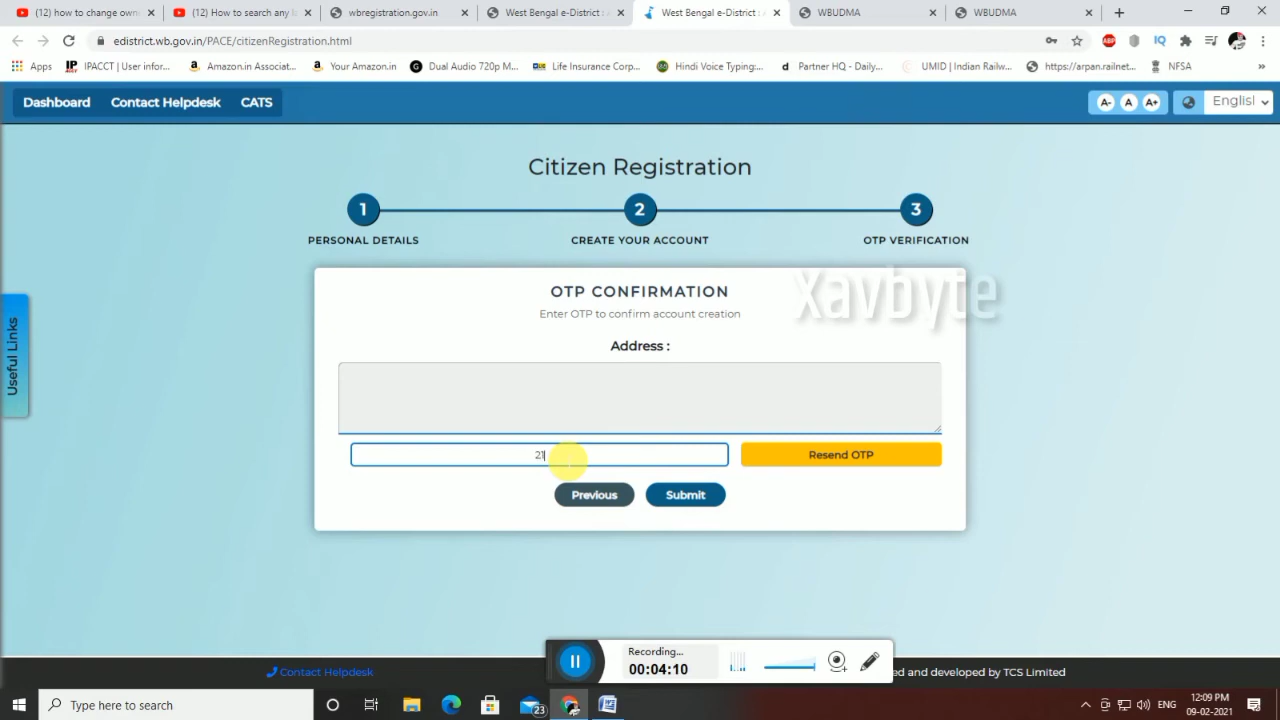 (12) how to change owne
(12) How to search any l
wbregistration.gov.in
West Bengal e-District :
West Bengal e-District :
WBUDMA
WBUDMA
edistrict.wb.gov.in/PACE/citizenRegistration.html
Apps
IPACCT | User infor...
Amazon.in Associat...
Your Amazon.in
Dual Audio 720p M...
Life Insurance Corp...
Hindi Voice Typing:...
Partner HQ - Daily...
UMID | Indian Railw...
https://arpan.railnet...
NFSA
»
Dashboard Contact Helpdesk CATS
A- A A+
English
Citizen Registration
1 2 3
PERSONAL DETAILS CREATE YOUR ACCOUNT OTP VERIFICATION
Useful Links
OTP CONFIRMATION
Xavbyte
Enter OTP to confirm account creation
Address :
21
Resend OTP
Previous Submit
Recording...
00:04:10
Contact Helpdesk
ed and developed by TCS Limited
Type here to search
23
ENG
12:09 PM
09-02-2021